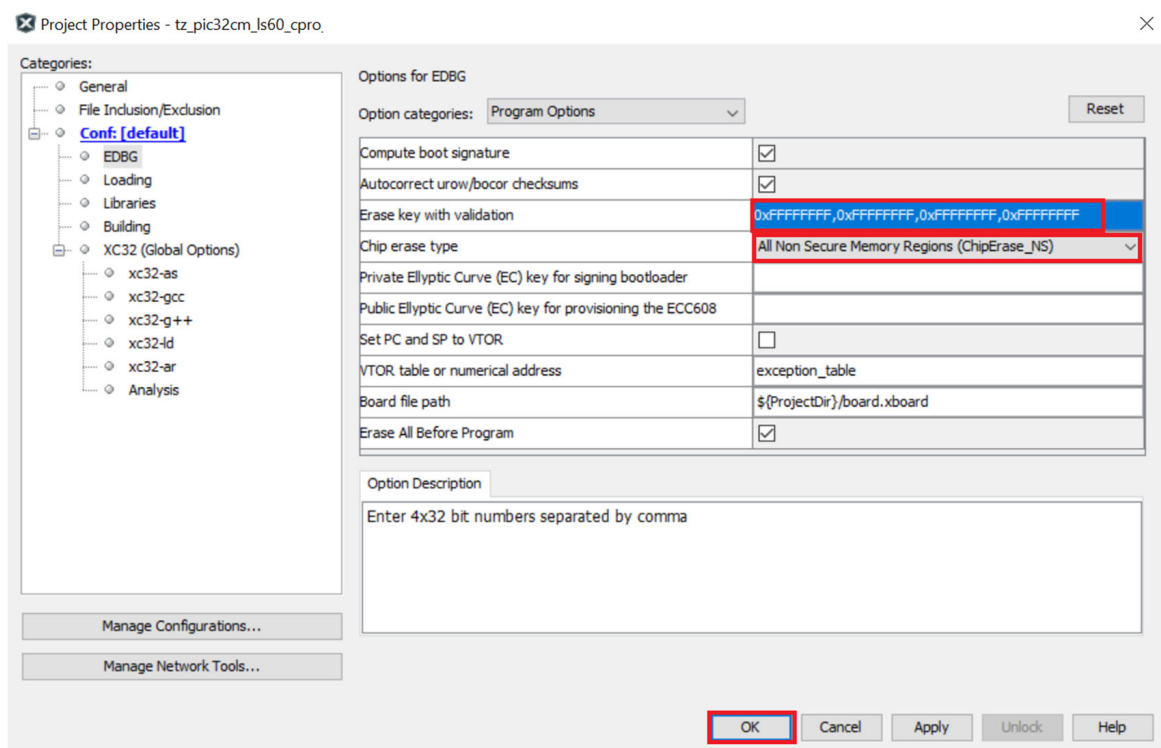 Project Properties - tz_pic32cm_ls60_cpro
Categories:
General
File Inclusion/Exclusion
Conf: [default]
EDBG
Loading
Libraries
Building
XC32 (Global Options)
xc32-as
xc32-gcc
xc32-g++
xc32-ld
xc32-ar
Analysis
Manage Configurations...
Manage Network Tools...
Options for EDBG
Option categories: Program Options Reset
Compute boot signature
Autocorrect urow/bocor checksums
Erase key with validation 0xFFFFFFFF,0xFFFFFFFF,0xFFFFFFFF,0xFFFFFFFF
Chip erase type All Non Secure Memory Regions (ChipErase_NS)
Private Ellyptic Curve (EC) key for signing bootloader
Public Ellyptic Curve (EC) key for provisioning the ECC608
Set PC and SP to VTOR
VTOR table or numerical address exception_table
Board file path ${ProjectDir}/board.xboard
Erase All Before Program
Option Description
Enter 4x32 bit numbers separated by comma
OK Cancel Apply Unlock Help